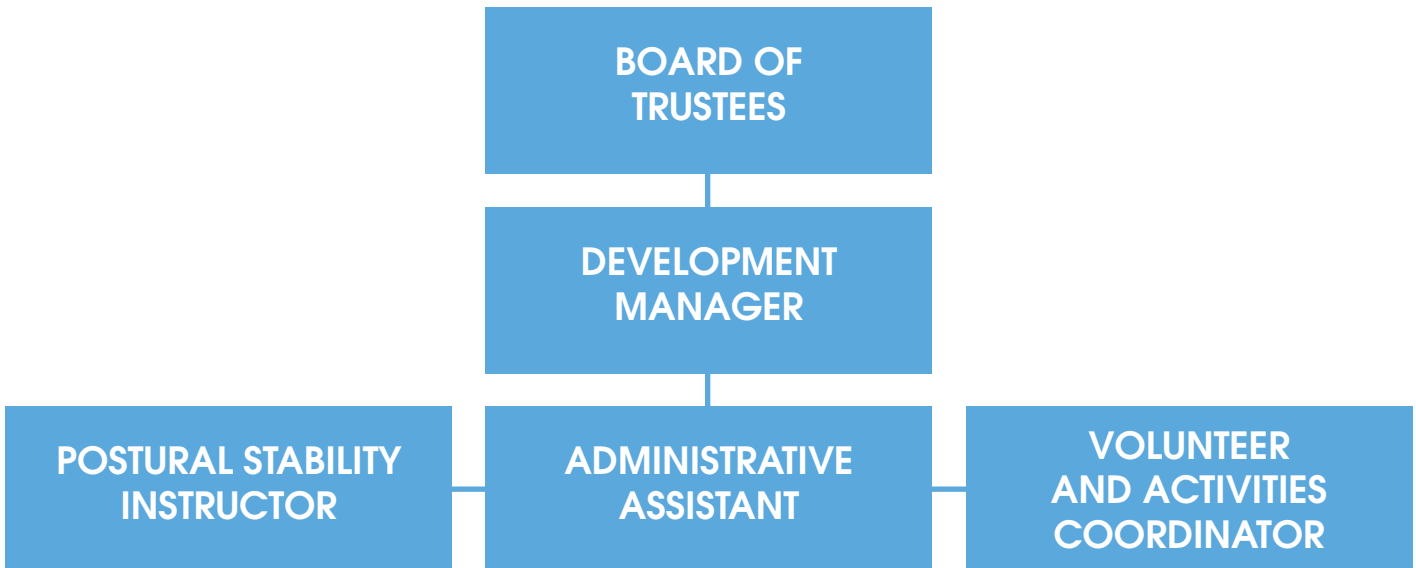 BOARD OF
TRUSTEES
DEVELOPMENT
MANAGER
POSTURAL STABILITY
INSTRUCTOR
ADMINISTRATIVE
ASSISTANT
VOLUNTEER
AND ACTIVITIES
COORDINATOR